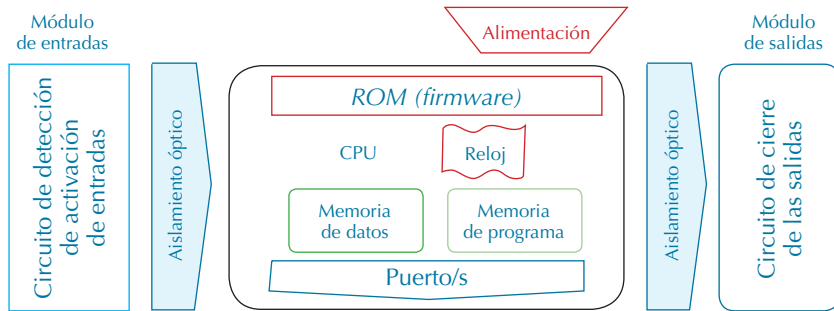 Módulo
de entradas
Circuito de detección
de activación
de entradas
Aislamiento óptico
Alimentación
ROM (firmware)
CPU
Reloj
Memoria
de datos
Memoria
de programa
Puerto/s
Aislamiento óptico
Módulo
de salidas
Circuito de cierre
de las salidas